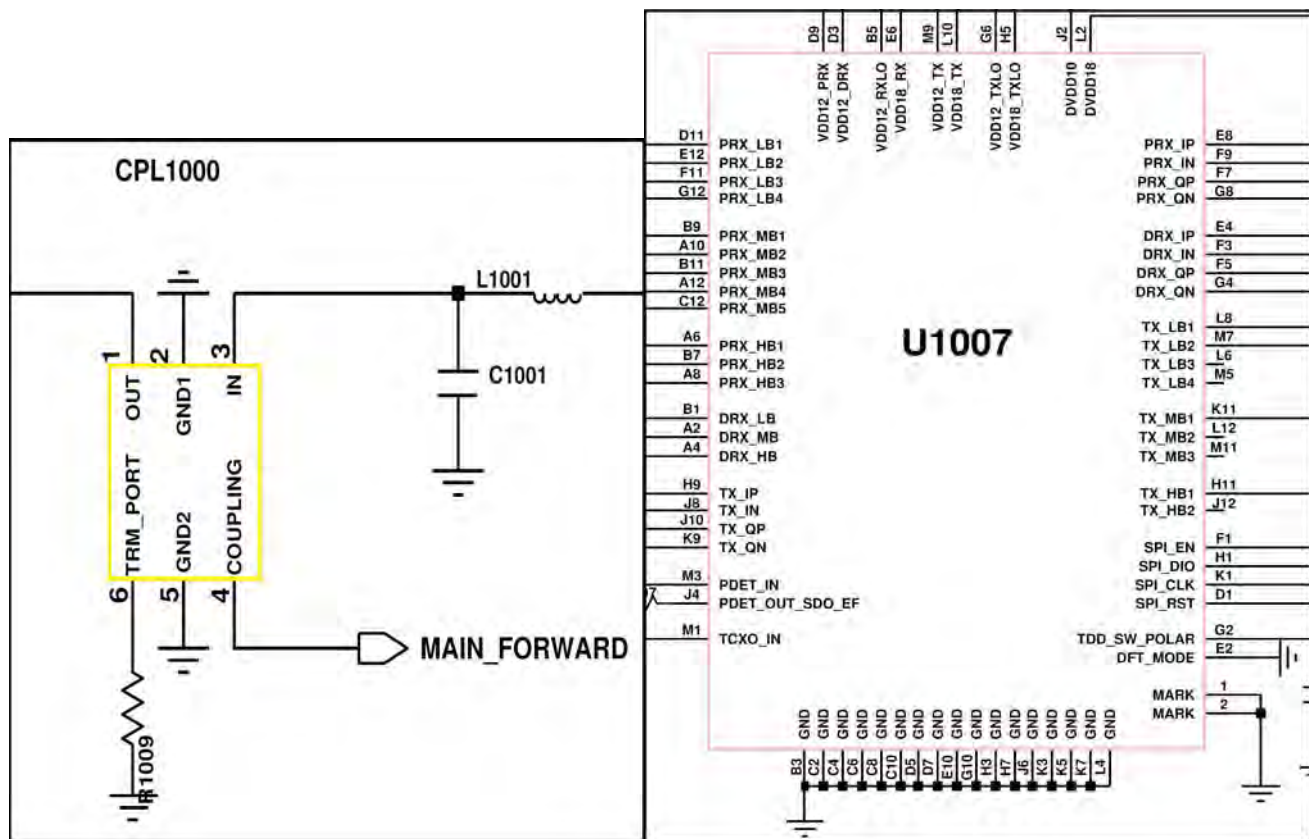 CPL1000
L1001
C1001
1
2
3
OUT
GND1
IN
TRM_PORT
GND2
COUPLING
6
5
4
MAIN_FORWARD
R1009
D9 D3 B5 E6 M9 L10 G6 H5 J2 L2
VDD12_PRX
VDD12_DRX
VDD12_RXLO
VDD18_RX
VDD12_TX
VDD18_TX
VDD12_TXLO
VDD18_TXLO
DVDD10
DVDD18
U1007
D11 PRX_LB1
E12 PRX_LB2
F11 PRX_LB3
G12 PRX_LB4
B9 PRX_MB1
A10 PRX_MB2
B11 PRX_MB3
A12 PRX_MB4
C12 PRX_MB5
A6 PRX_HB1
B7 PRX_HB2
A8 PRX_HB3
B1 DRX_LB
A2 DRX_MB
A4 DRX_HB
H9 TX_IP
J8 TX_IN
J10 TX_QP
K9 TX_QN
M3 PDET_IN
J4 PDET_OUT_SDO_EF
M1 TCXO_IN
PRX_IP E8
PRX_IN F9
PRX_QP F7
PRX_QN G8
DRX_IP E4
DRX_IN F3
DRX_QP F5
DRX_QN G4
TX_LB1 L8
TX_LB2 M7
TX_LB3 L6
TX_LB4 M5
TX_MB1 K11
TX_MB2 L12
TX_MB3 M11
TX_HB1 H11
TX_HB2 J12
SPI_EN F1
SPI_DIO H1
SPI_CLK K1
SPI_RST D1
TDD_SW_POLAR G2
DFT_MODE E2
MARK 1
MARK 2
GND GND GND GND GND GND GND GND GND GND GND GND GND GND GND GND GND
B3 C2 C4 C6 C8 C10 D5 D7 E10 G10 H3 H7 J6 K3 K5 K7 L4